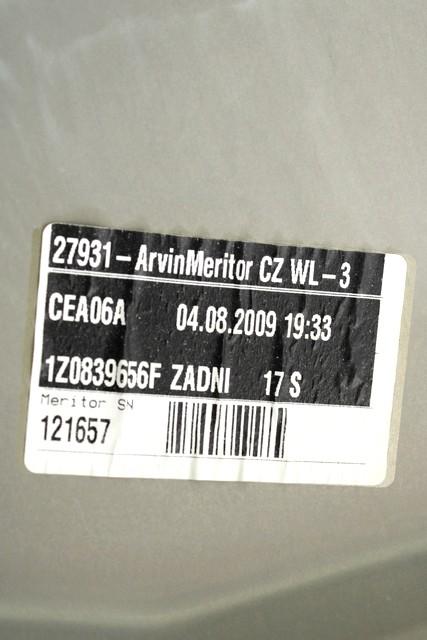 27931 - ArvinMeritor CZ WL - 3
CEA06A 04.08.2009 19:33
1Z0839656F ZADNI 17 S
Meritor SN
121657